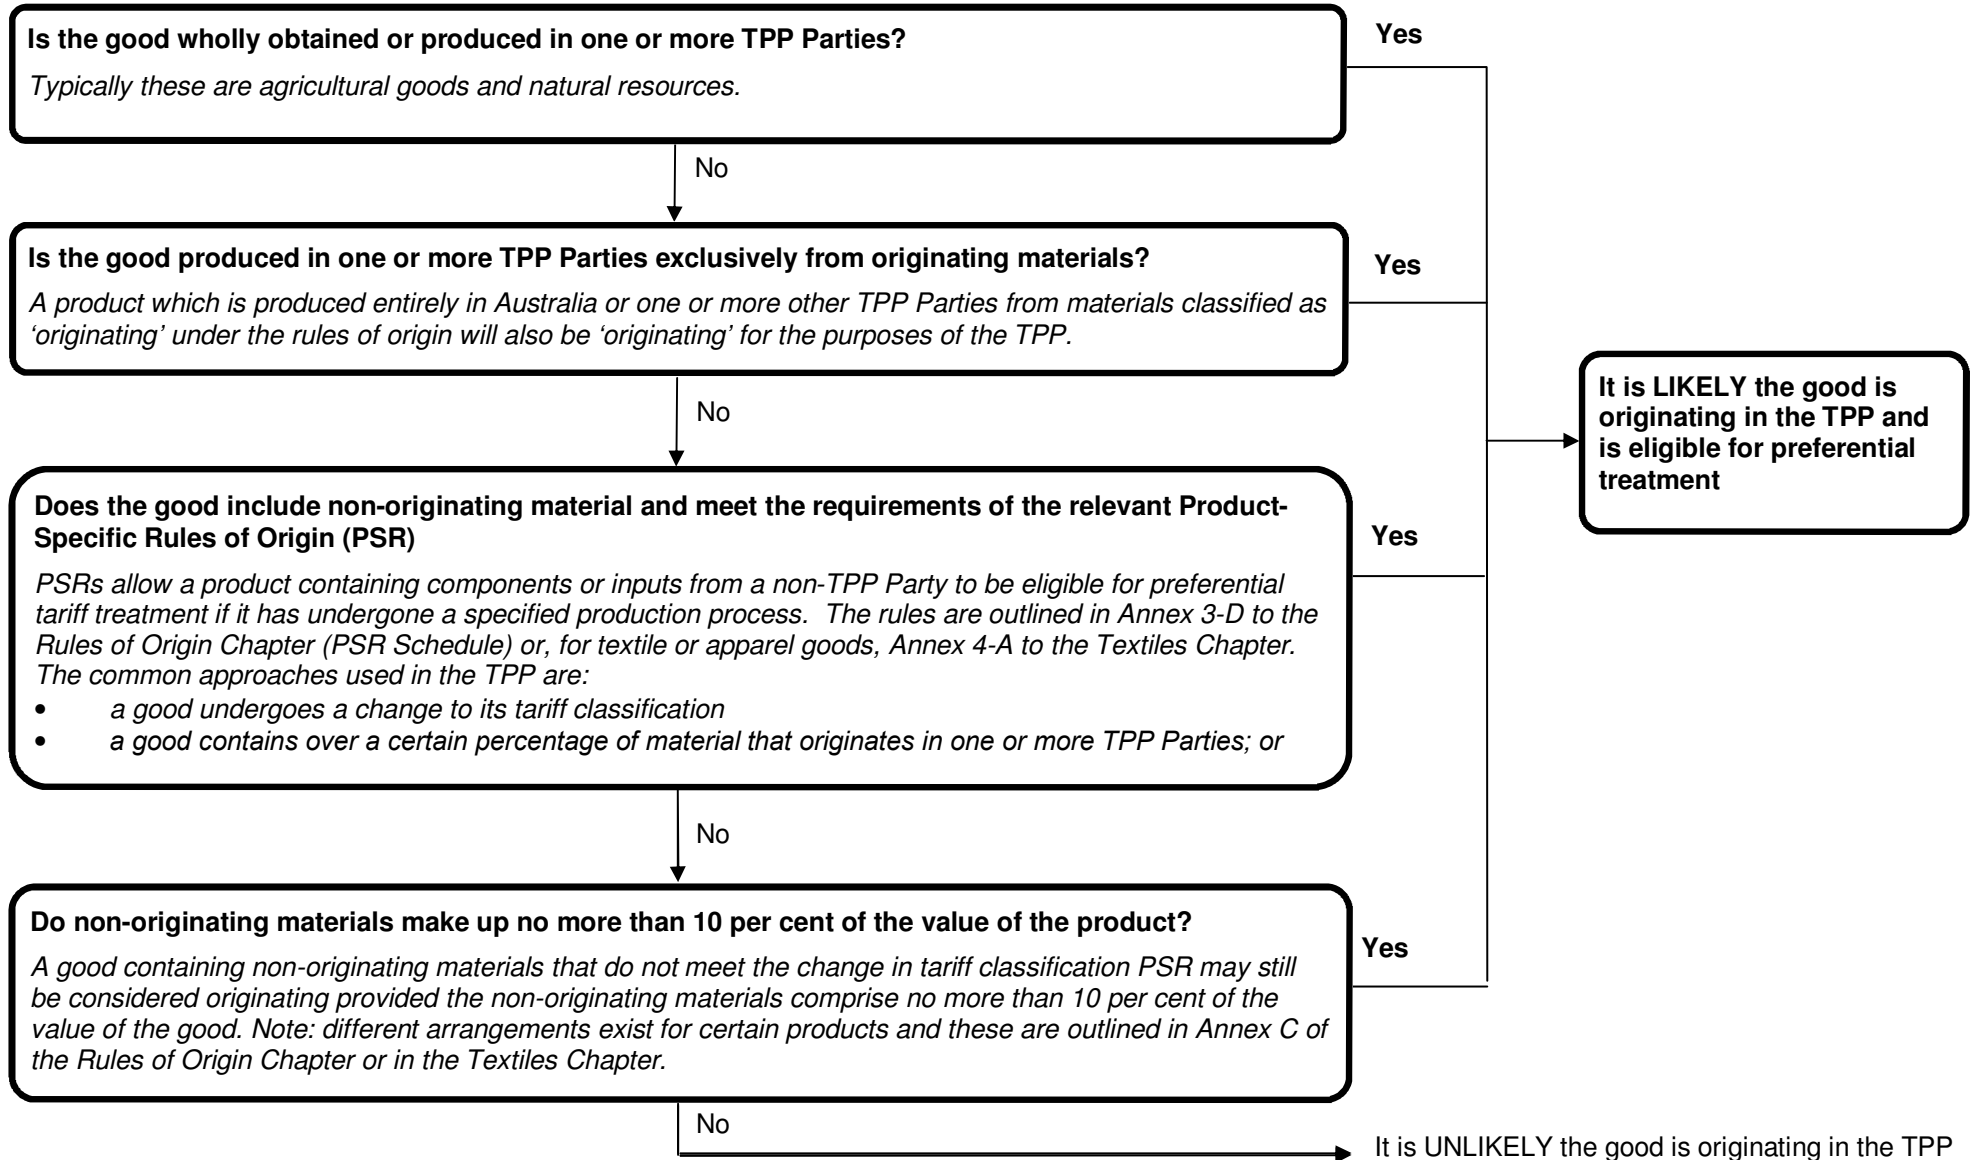 Is the good wholly obtained or produced in one or more TPP Parties?
Typically these are agricultural goods and natural resources.
Yes
No
Is the good produced in one or more TPP Parties exclusively from originating materials?
A product which is produced entirely in Australia or one or more other TPP Parties from materials classified as
‘originating’ under the rules of origin will also be ‘originating’ for the purposes of the TPP.
Yes
No
Does the good include non-originating material and meet the requirements of the relevant Product-
Specific Rules of Origin (PSR)
PSRs allow a product containing components or inputs from a non-TPP Party to be eligible for preferential
tariff treatment if it has undergone a specified production process.  The rules are outlined in Annex 3-D to the
Rules of Origin Chapter (PSR Schedule) or, for textile or apparel goods, Annex 4-A to the Textiles Chapter.
The common approaches used in the TPP are:
• a good undergoes a change to its tariff classification
• a good contains over a certain percentage of material that originates in one or more TPP Parties; or
Yes
No
Do non-originating materials make up no more than 10 per cent of the value of the product?
A good containing non-originating materials that do not meet the change in tariff classification PSR may still
be considered originating provided the non-originating materials comprise no more than 10 per cent of the
value of the good. Note: different arrangements exist for certain products and these are outlined in Annex C of
the Rules of Origin Chapter or in the Textiles Chapter.
Yes
No
It is LIKELY the good is
originating in the TPP and
is eligible for preferential
treatment
It is UNLIKELY the good is originating in the TPP